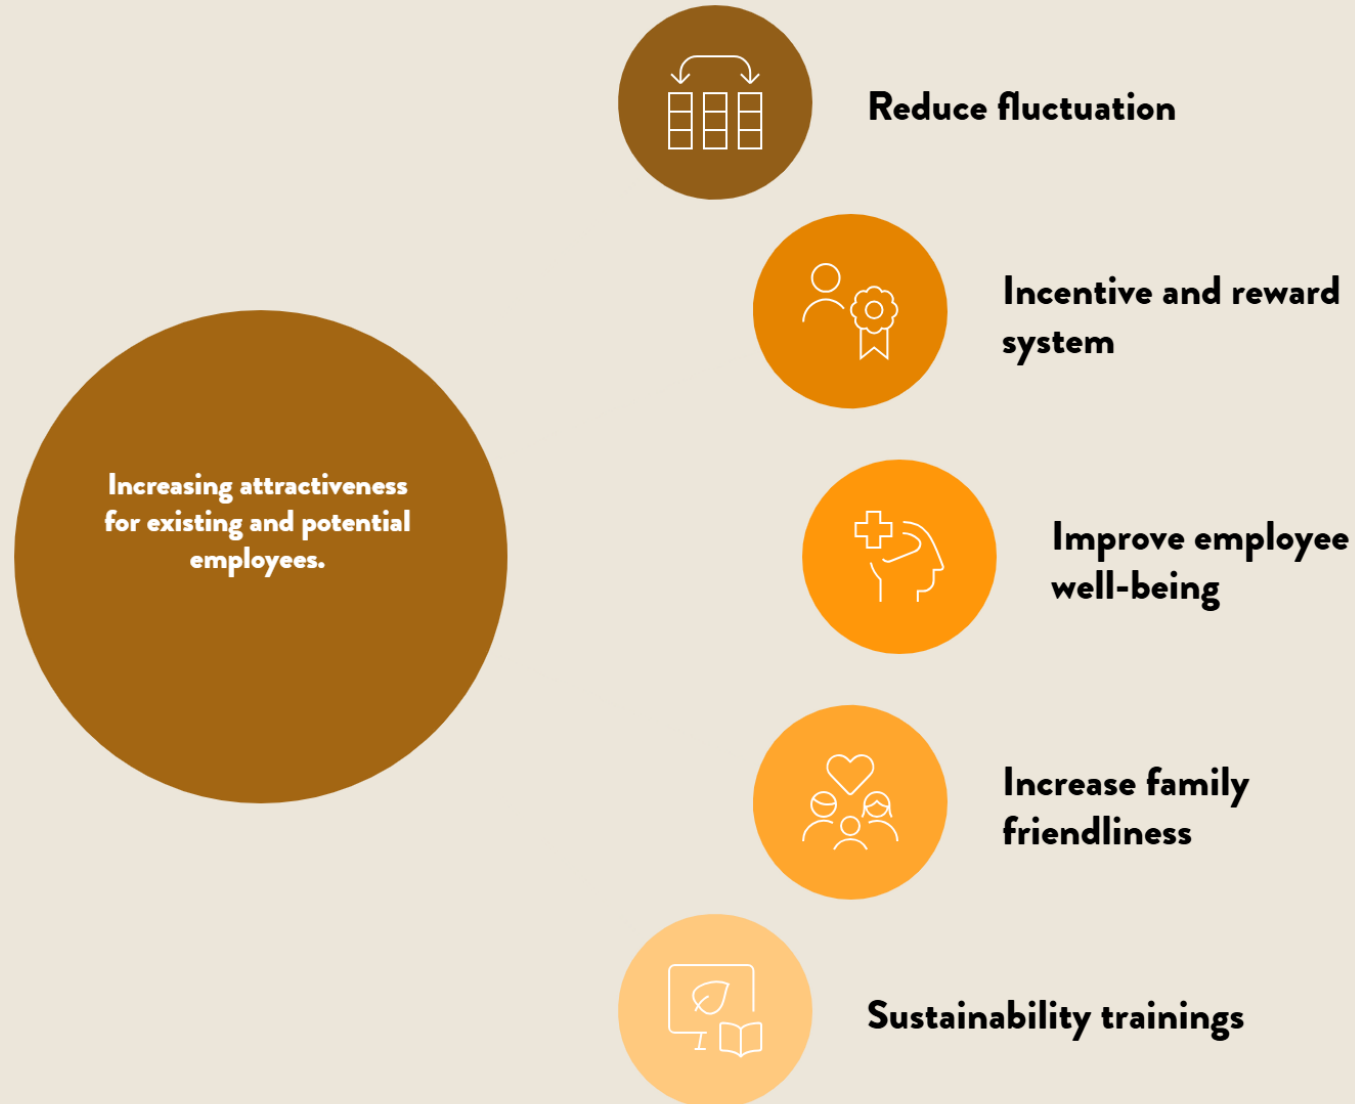 Increasing attractiveness
for existing and potential
employees.
Reduce fluctuation
Incentive and reward
system
Improve employee
well-being
Increase family
friendliness
Sustainability trainings